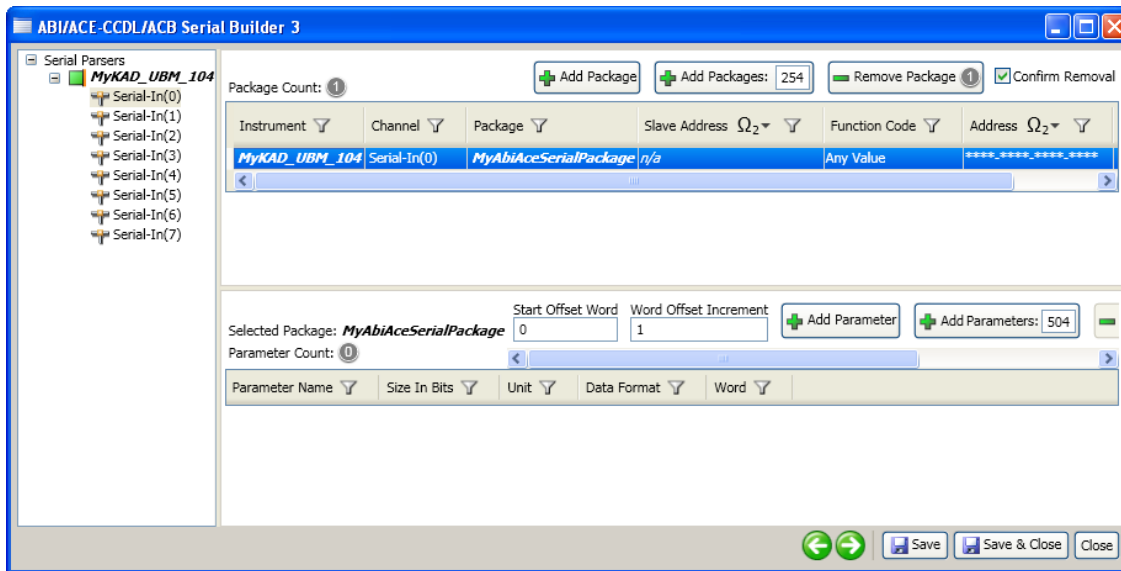 ABI/ACE-CCDL/ACB Serial Builder 3
Serial Parsers
MyKAD_UBM_104
Serial-In(0)
Serial-In(1)
Serial-In(2)
Serial-In(3)
Serial-In(4)
Serial-In(5)
Serial-In(6)
Serial-In(7)
Package Count: 1 Add Package Add Packages: 254 Remove Package 1 Confirm Removal
Instrument Channel Package Slave Address Ω2 Function Code Address Ω2
MyKAD_UBM_104 Serial-In(0) MyAbiAceSerialPackage n/a Any Value ****-****-****-****
Start Offset Word Word Offset Increment
Selected Package: MyAbiAceSerialPackage 0 1 Add Parameter Add Parameters: 504
Parameter Count: 0
Parameter Name Size In Bits Unit Data Format Word
Save Save & Close Close